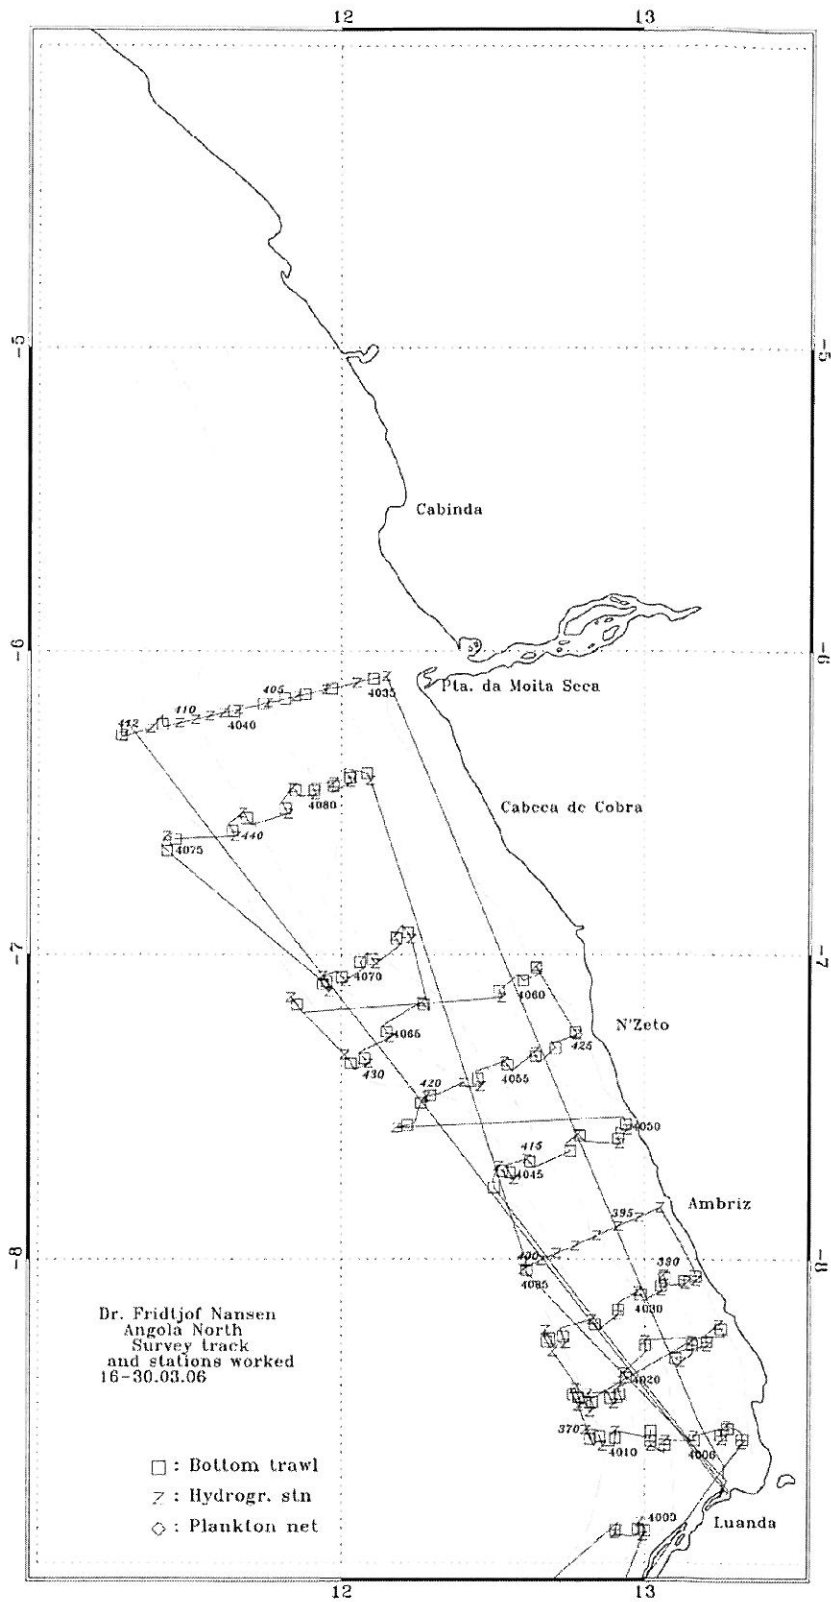 12 13
-5 -5
Cabinda
-6 -6
Pta. da Moita Seca
405 4035
412 410 4040
Cabeca de Cobra
4080
440
4075
-7 -7
4070
4060
N'Zeto
4065 425
430 4055
420
4050
415
4045
395 Ambriz
-8 400 -8
390
4085
4030
Dr. Fridtjof Nansen
Angola North
Survey track
and stations worked
16-30.03.06
4020
370
4010
□ : Bottom trawl
Z : Hydrogr. stn
◇ : Plankton net
Luanda
12 13